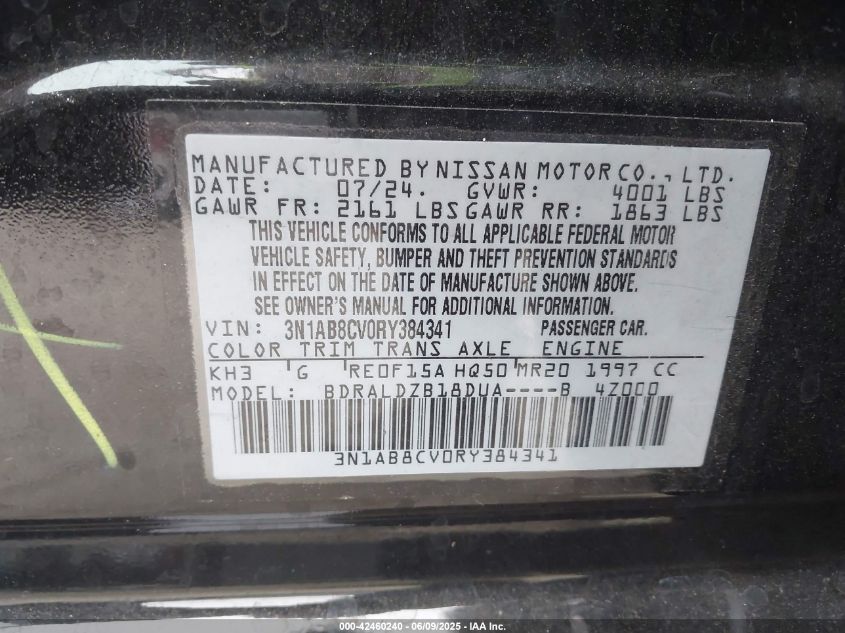 MANUFACTURED BY NISSAN MOTOR CO., LTD.
DATE: 07/24. GVWR: 4001 LBS
GAWR FR: 2161 LBS GAWR RR: 1863 LBS
THIS VEHICLE CONFORMS TO ALL APPLICABLE FEDERAL MOTOR
VEHICLE SAFETY, BUMPER AND THEFT PREVENTION STANDARDS
IN EFFECT ON THE DATE OF MANUFACTURE SHOWN ABOVE.
SEE OWNER'S MANUAL FOR ADDITIONAL INFORMATION.
VIN: 3N1AB8CV0RY384341 PASSENGER CAR.
COLOR TRIM TRANS AXLE ENGINE
KH3 G RE0F15A HQ50 MR20 1997 CC
MODEL: BDRALDZB18DUA----B 4Z0C0
3N1AB8CV0RY384341
000-42460240 - 06/09/2025 - IAA Inc.